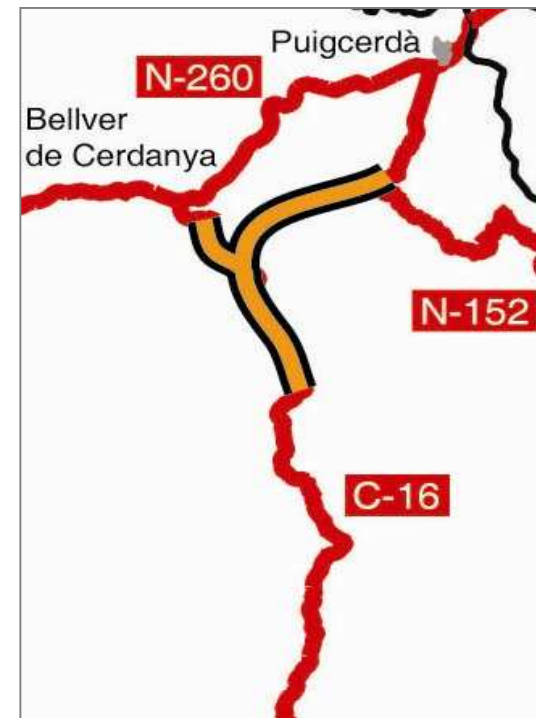 Puigcerdà
N-260
Bellver
de Cerdanya
N-152
C-16